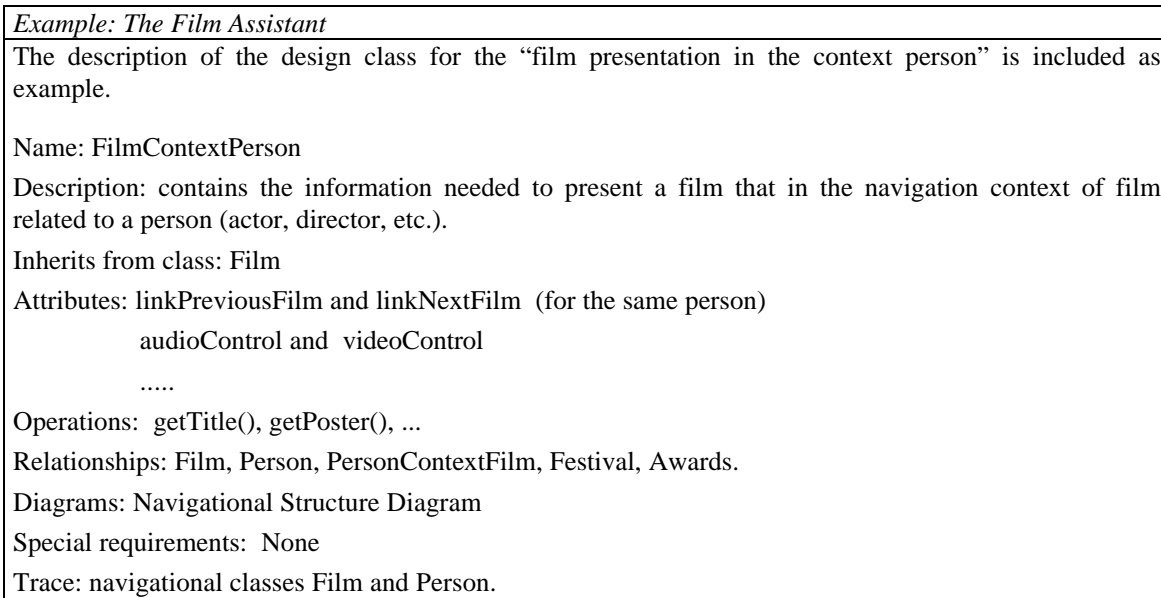 Example: The Film Assistant
The description of the design class for the “film presentation in the context person” is included as
example.
Name: FilmContextPerson
Description: contains the information needed to present a film that in the navigation context of film
related to a person (actor, director, etc.).
Inherits from class: Film
Attributes: linkPreviousFilm and linkNextFilm (for the same person)
audioControl and videoControl
.....
Operations: getTitle(), getPoster(), ...
Relationships: Film, Person, PersonContextFilm, Festival, Awards.
Diagrams: Navigational Structure Diagram
Special requirements: None
Trace: navigational classes Film and Person.